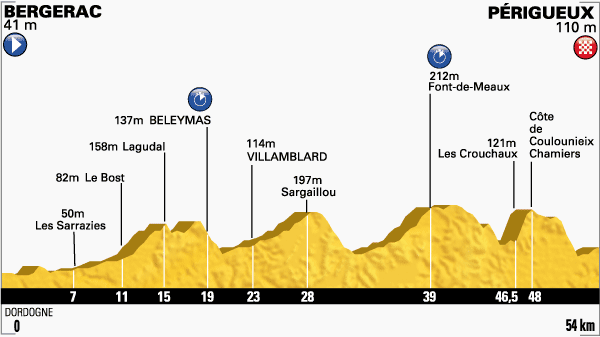 BERGERAC
41 m
PÉRIGUEUX
110 m
212m
Font-de-Meaux
137m BELEYMAS
158m Lagudal
114m
VILLAMBLARD
121m
Les Crouchaux
Côte
de
Coulounieix
Chamiers
82m Le Bost
197m
Sargaillou
50m
Les Sarrazies
7
11
15
19
23
28
39
46,5
48
DORDOGNE
0
54 km